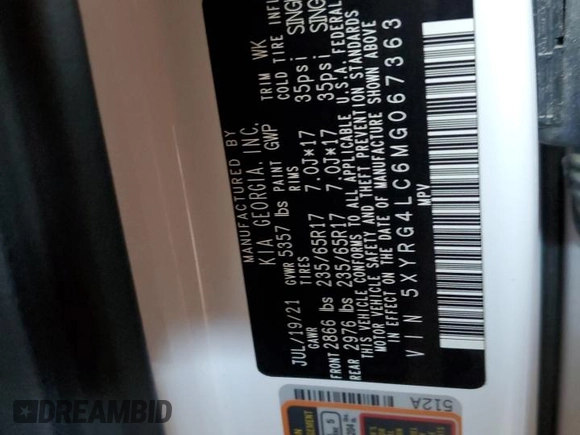 MANUFACTURED BY
KIA GEORGIA, INC.
JUL/19/21 GVWR 5357 lbs PAINT GWP TRIM WK
GAWR TIRES RIMS COLD TIRE
FRONT 2866 lbs 235/65R17 7.0J*17 35psi
REAR 2976 lbs 235/65R17 7.0J*17 35psi
THIS VEHICLE CONFORMS TO ALL APPLICABLE U.S.A. FEDERAL
MOTOR VEHICLE SAFETY AND THEFT PREVENTION STANDARDS
IN EFFECT ON THE DATE OF MANUFACTURE SHOWN ABOVE
VIN 5XYRG4LC6MG067363
MPV
512A
DREAMBID